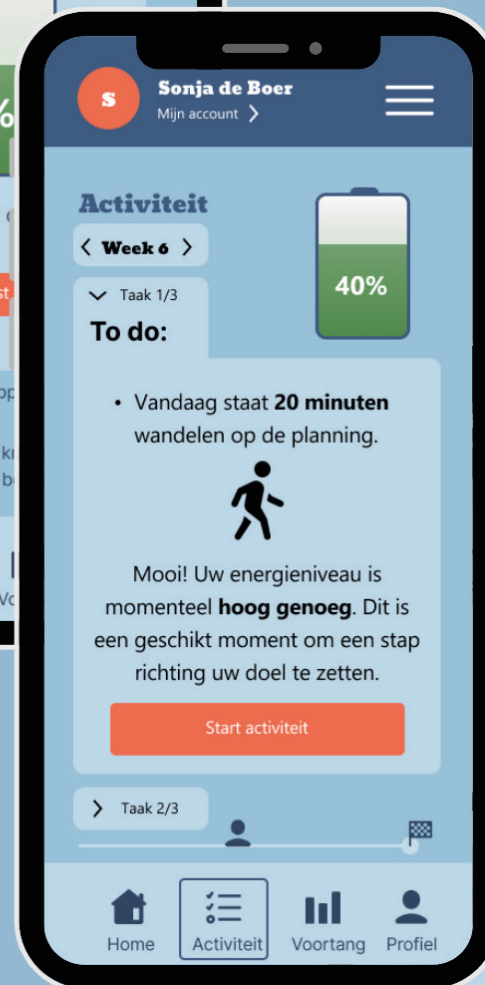 S
Sonja de Boer
Mijn account >
Activiteit
< Week 6 >
40%
Taak 1/3
To do:
• Vandaag staat 20 minuten
wandelen op de planning.
Mooi! Uw energieniveau is
momenteel hoog genoeg. Dit is
een geschikt moment om een stap
richting uw doel te zetten.
Start activiteit
> Taak 2/3
Home
Activiteit
Voortang
Profiel